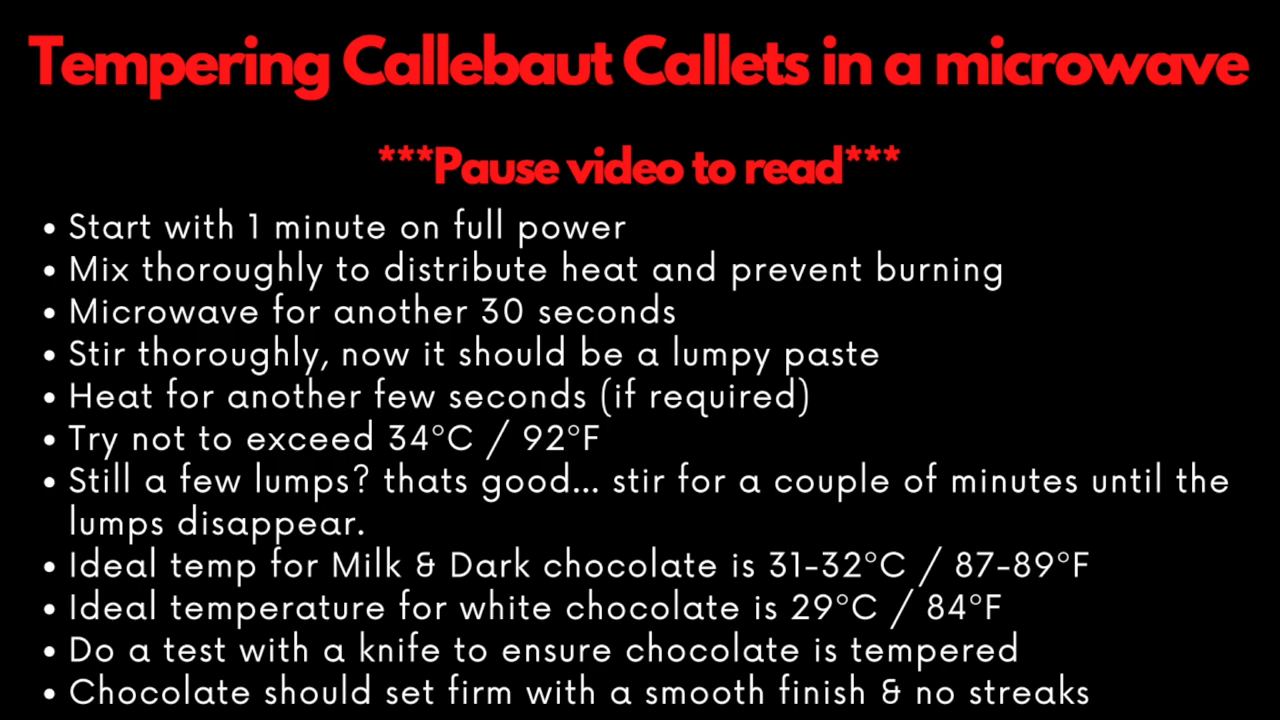 Tempering Callebaut Callets in a microwave
***Pause video to read***
• Start with 1 minute on full power
• Mix thoroughly to distribute heat and prevent burning
• Microwave for another 30 seconds
• Stir thoroughly, now it should be a lumpy paste
• Heat for another few seconds (if required)
• Try not to exceed 34°C / 92°F
• Still a few lumps? thats good... stir for a couple of minutes until the
lumps disappear.
• Ideal temp for Milk & Dark chocolate is 31-32°C / 87-89°F
• Ideal temperature for white chocolate is 29°C / 84°F
• Do a test with a knife to ensure chocolate is tempered
• Chocolate should set firm with a smooth finish & no streaks